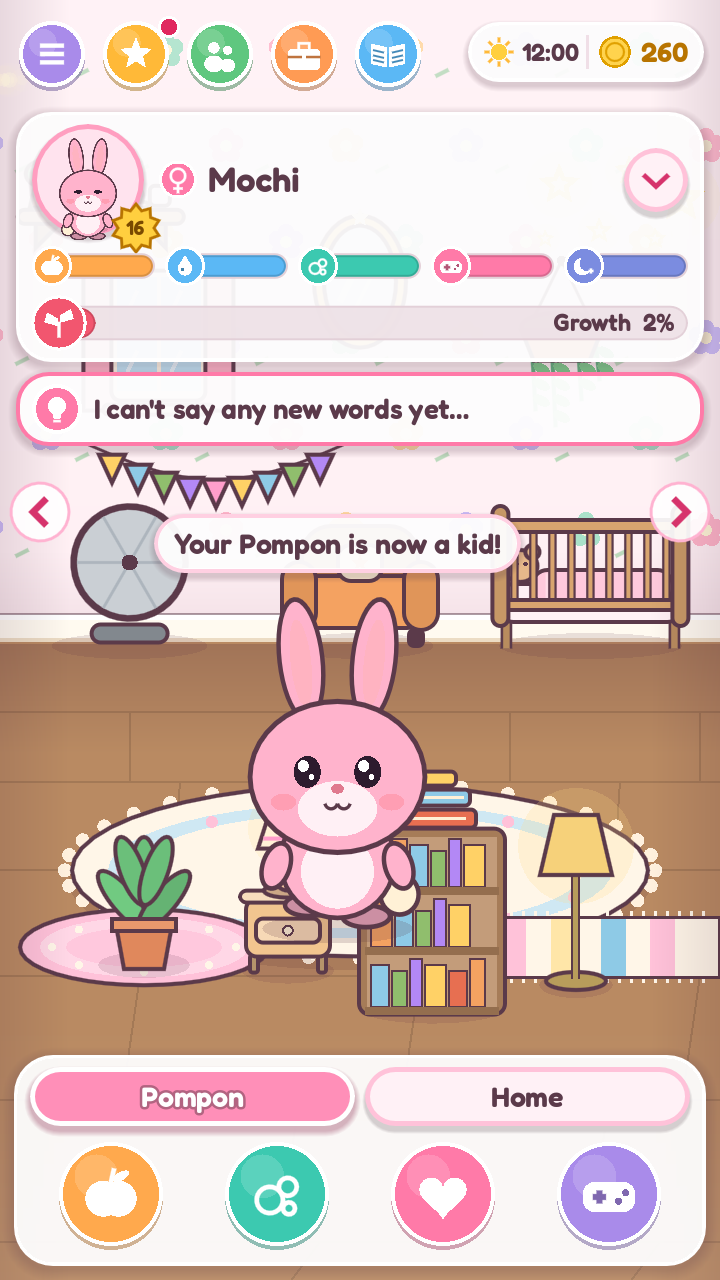 12:00
260
Mochi
16
Growth 2%
I can't say any new words yet...
Your Pompon is now a kid!
Pompon
Home